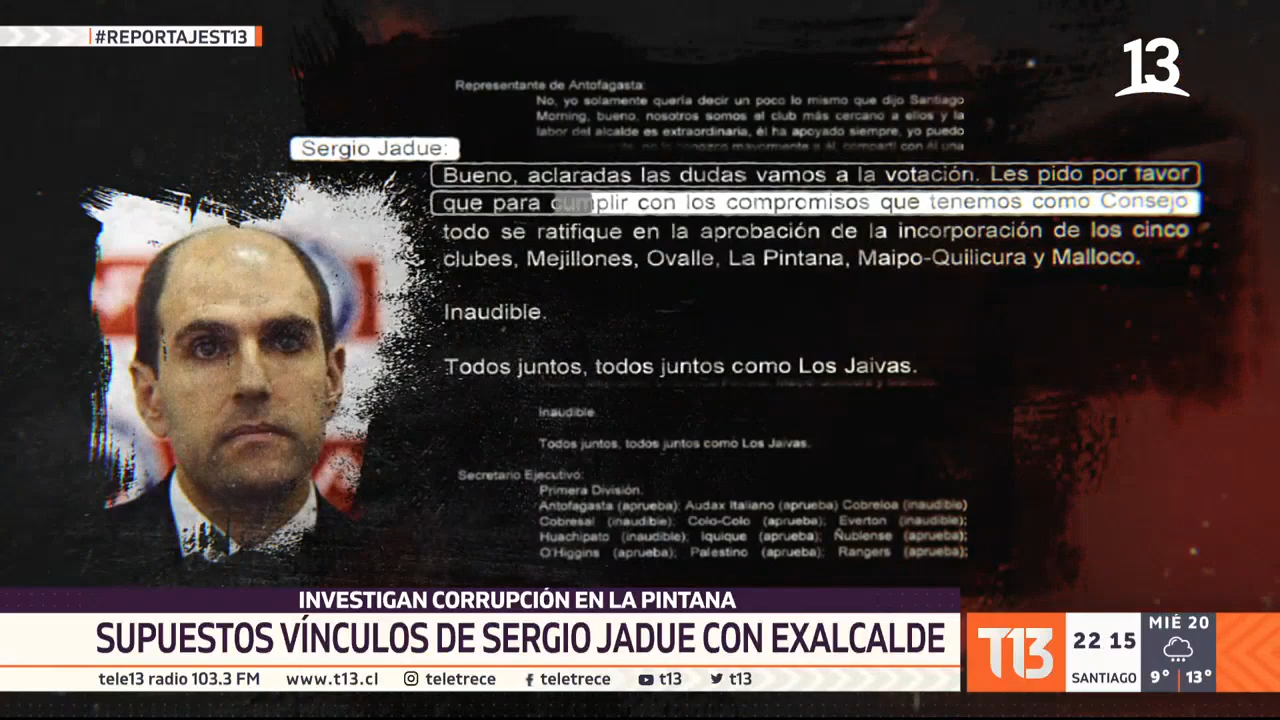 #REPORTAJEST13
13
Representante de Antofagasta:
No, yo solamente quería decir un poco lo mismo que dijo Santiago
Morning, bueno, nosotros somos el club más cercano a ellos y la
labor del alcalde es extraordinaria, él ha apoyado siempre, yo puedo
Sergio Jadue:
Bueno, aclaradas las dudas vamos a la votación. Les pido por favor
que para cumplir con los compromisos que tenemos como Consejo
todo se ratifique en la aprobación de la incorporación de los cinco
clubes, Mejillones, Ovalle, La Pintana, Maipo-Quilicura y Malloco.
Inaudible.
Todos juntos, todos juntos como Los Jaivas.
Inaudible
Todos juntos, todos juntos como Los Jaivas.
Secretario Ejecutivo:
Primera División.
Antofagasta (aprueba); Audax Italiano (aprueba) Cobreloa (inaudible)
Cobresal (inaudible); Colo-Colo (aprueba); Everton (inaudible);
Huachipato (inaudible); Iquique (aprueba); Ñublense (aprueba);
O'Higgins (aprueba); Palestino (aprueba); Rangers (aprueba);
INVESTIGAN CORRUPCIÓN EN LA PINTANA
SUPUESTOS VÍNCULOS DE SERGIO JADUE CON EXALCALDE
tele13 radio 103.3 FM www.t13.cl teletrece teletrece t13 t13
T13
22 15
SANTIAGO
MIÉ 20
9° 13°